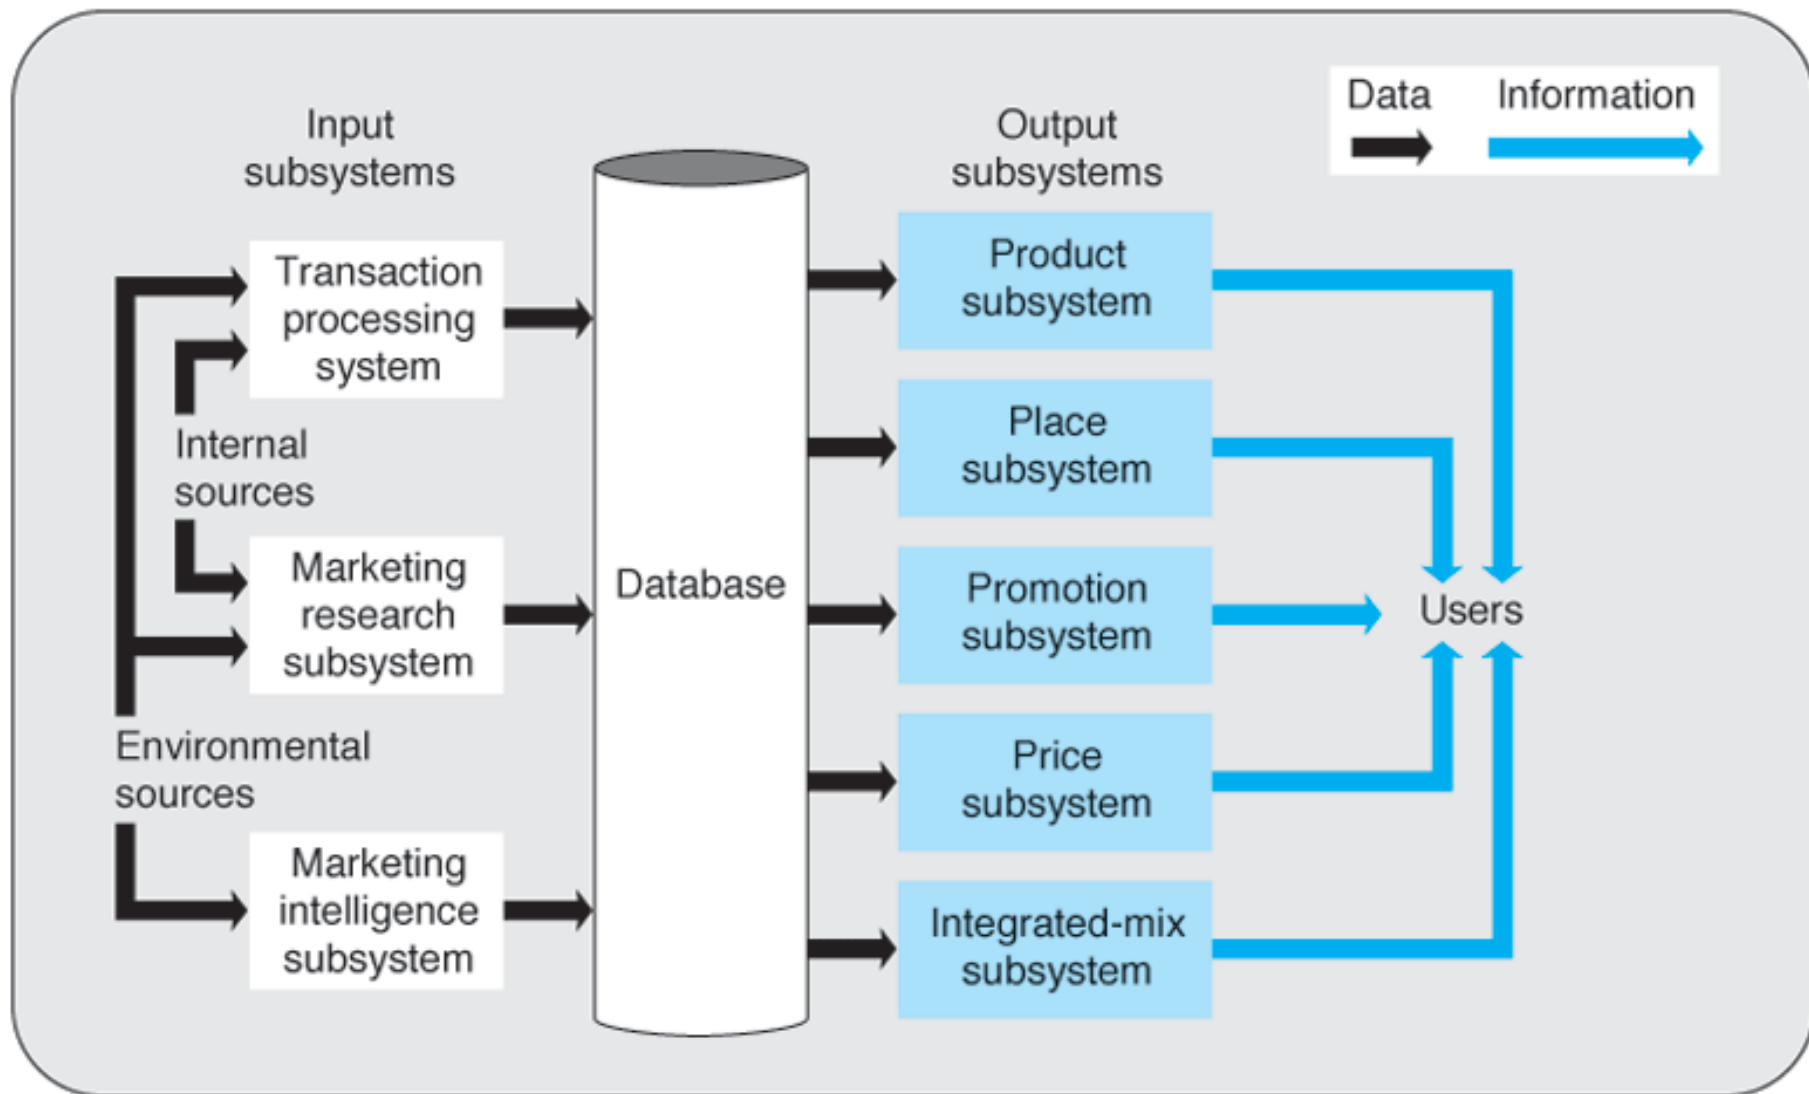 Data
Information
Input
subsystems
Output
subsystems
Transaction
processing
system
Internal
sources
Marketing
research
subsystem
Environmental
sources
Marketing
intelligence
subsystem
Database
Product
subsystem
Place
subsystem
Promotion
subsystem
Price
subsystem
Integrated-mix
subsystem
Users